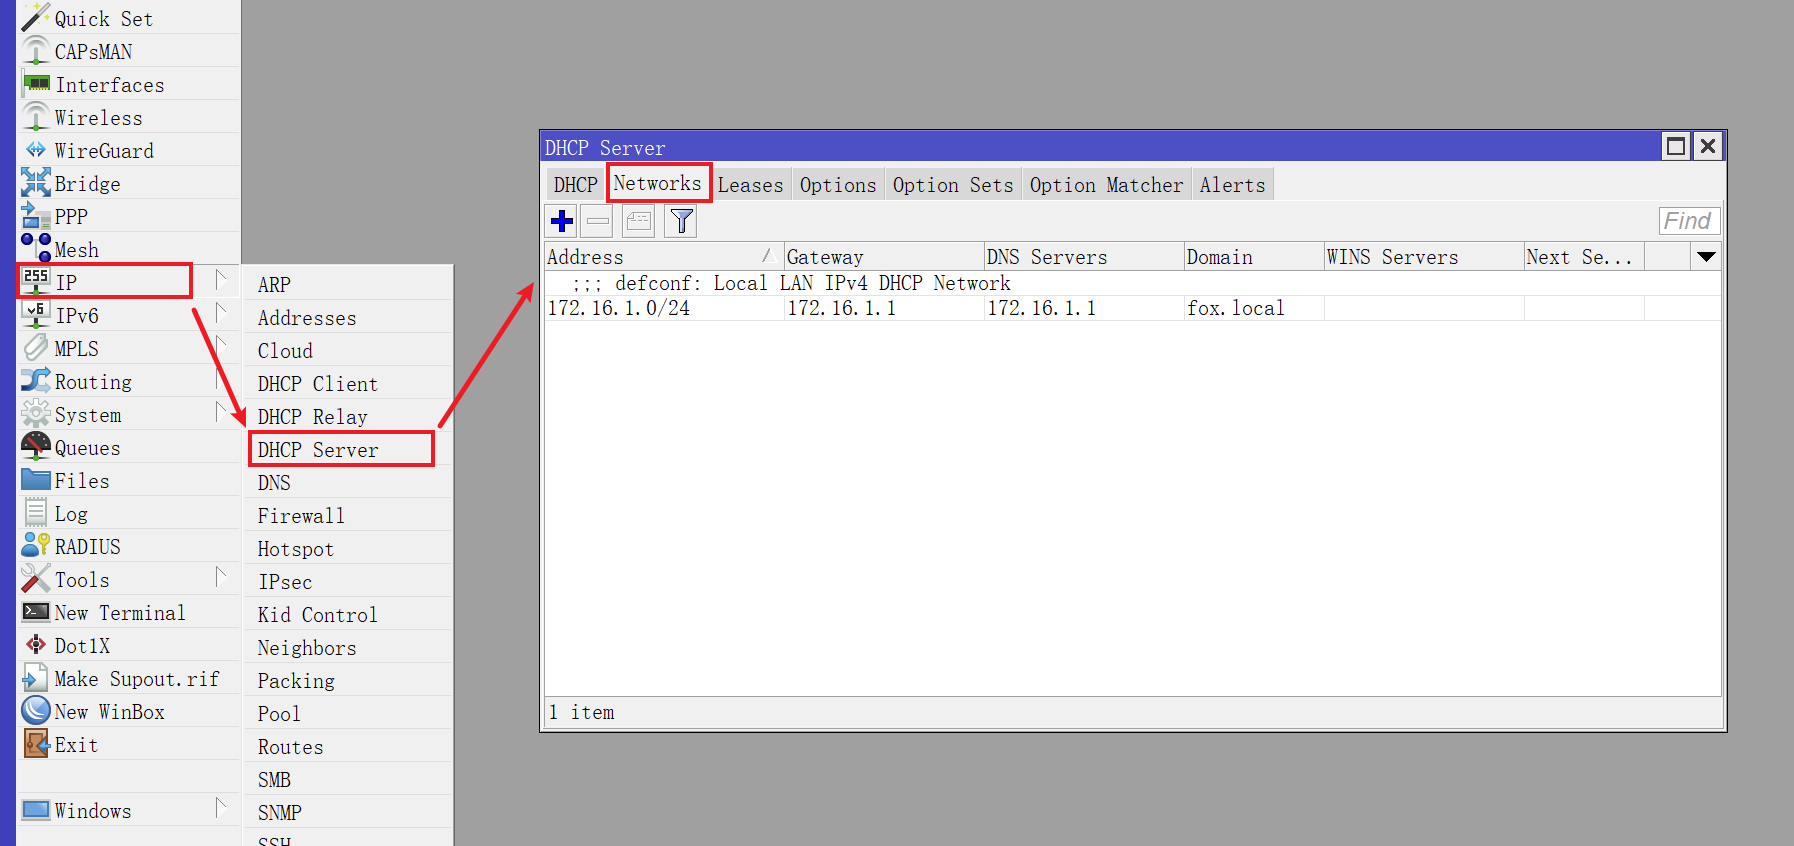 Quick Set
CAPsMAN
Interfaces
Wireless
WireGuard
Bridge
PPP
Mesh
255 IP
v6 IPv6
MPLS
Routing
System
Queues
Files
Log
RADIUS
Tools
New Terminal
Dot1X
Make Supout.rif
New WinBox
Exit
Windows
ARP
Addresses
Cloud
DHCP Client
DHCP Relay
DHCP Server
DNS
Firewall
Hotspot
IPsec
Kid Control
Neighbors
Packing
Pool
Routes
SMB
SNMP
SSH
DHCP Server
DHCP Networks Leases Options Option Sets Option Matcher Alerts
Find
Address Gateway DNS Servers Domain WINS Servers Next Se...
;;; defconf: Local LAN IPv4 DHCP Network
172.16.1.0/24 172.16.1.1 172.16.1.1 fox.local
1 item